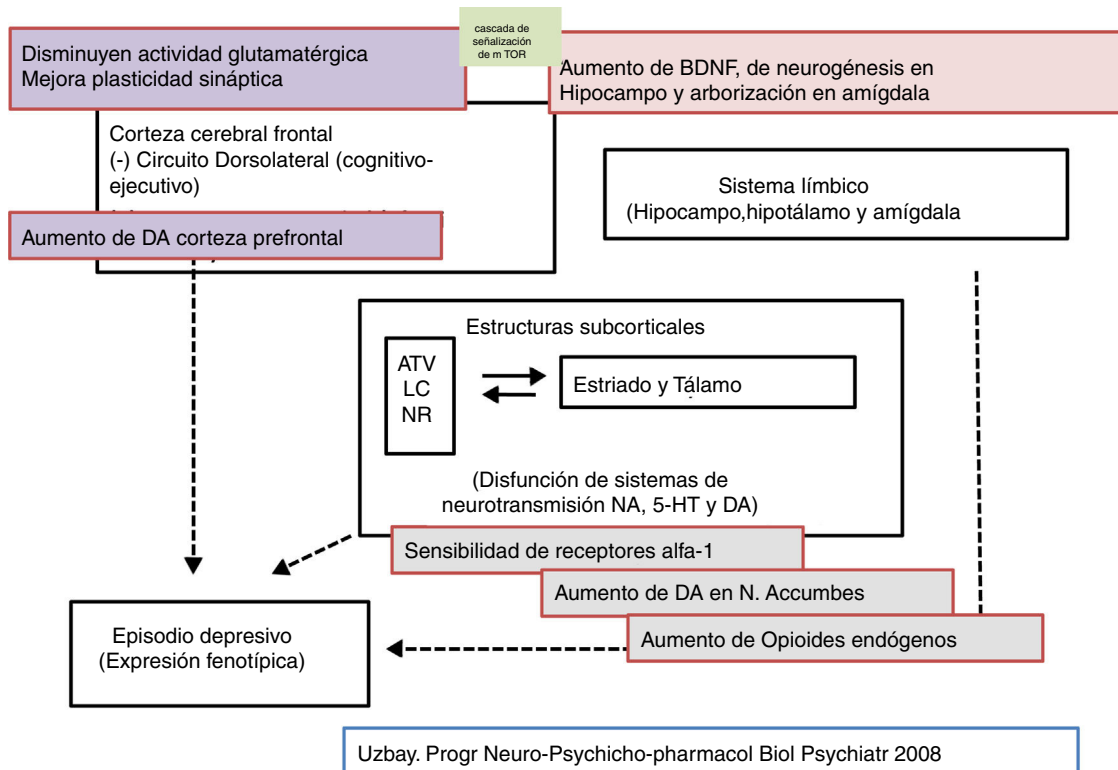 cascada de
señalización
de m TOR
Disminuyen actividad glutamatérgica
Mejora plasticidad sináptica
Aumento de BDNF, de neurogénesis en
Hipocampo y arborización en amígdala
Corteza cerebral frontal
(-) Circuito Dorsolateral (cognitivo-
ejecutivo)
Aumento de DA corteza prefrontal
Sistema límbico
(Hipocampo,hipotálamo y amígdala
Estructuras subcorticales
ATV
LC
NR
Estriado y Tálamo
(Disfunción de sistemas de
neurotransmisión NA, 5-HT y DA)
Sensibilidad de receptores alfa-1
Aumento de DA en N. Accumbes
Aumento de Opioides endógenos
Episodio depresivo
(Expresión fenotípica)
Uzbay. Progr Neuro-Psychicho-pharmacol Biol Psychiatr 2008